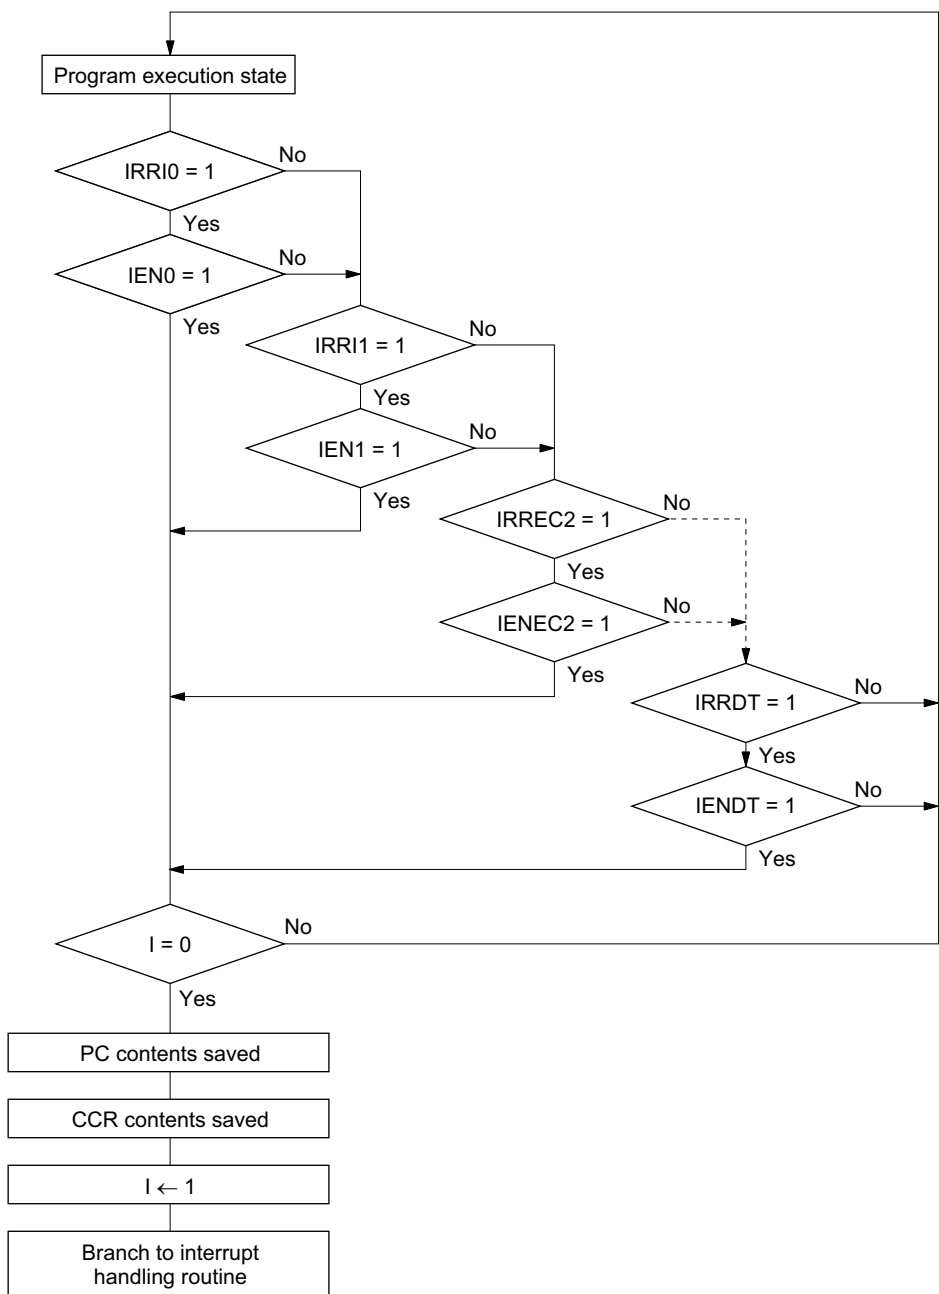 Program execution state
IRRI0 = 1
No
Yes
IEN0 = 1
No
Yes
IRRI1 = 1
No
Yes
IEN1 = 1
No
Yes
IRREC2 = 1
No
Yes
IENEC2 = 1
No
Yes
IRRDT = 1
No
Yes
IENDT = 1
No
Yes
I = 0
No
Yes
PC contents saved
CCR contents saved
I ← 1
Branch to interrupt
handling routine